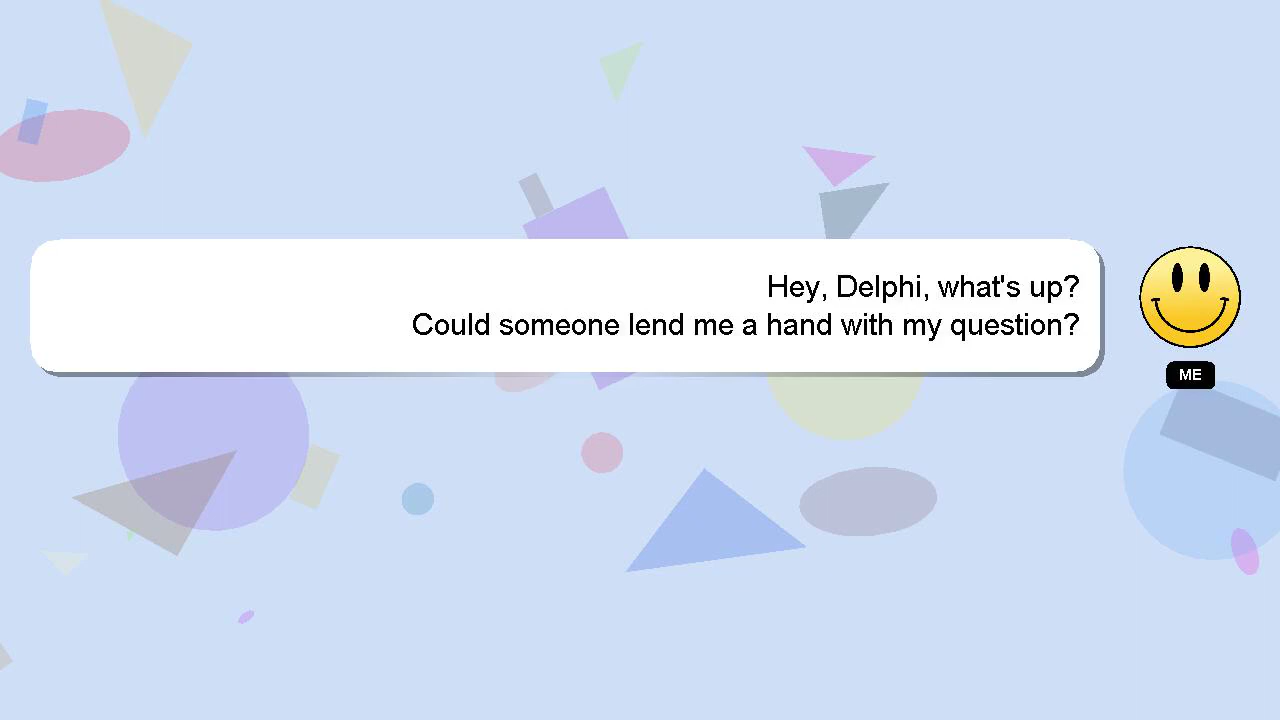 Hey, Delphi, what's up?
Could someone lend me a hand with my question?
ME